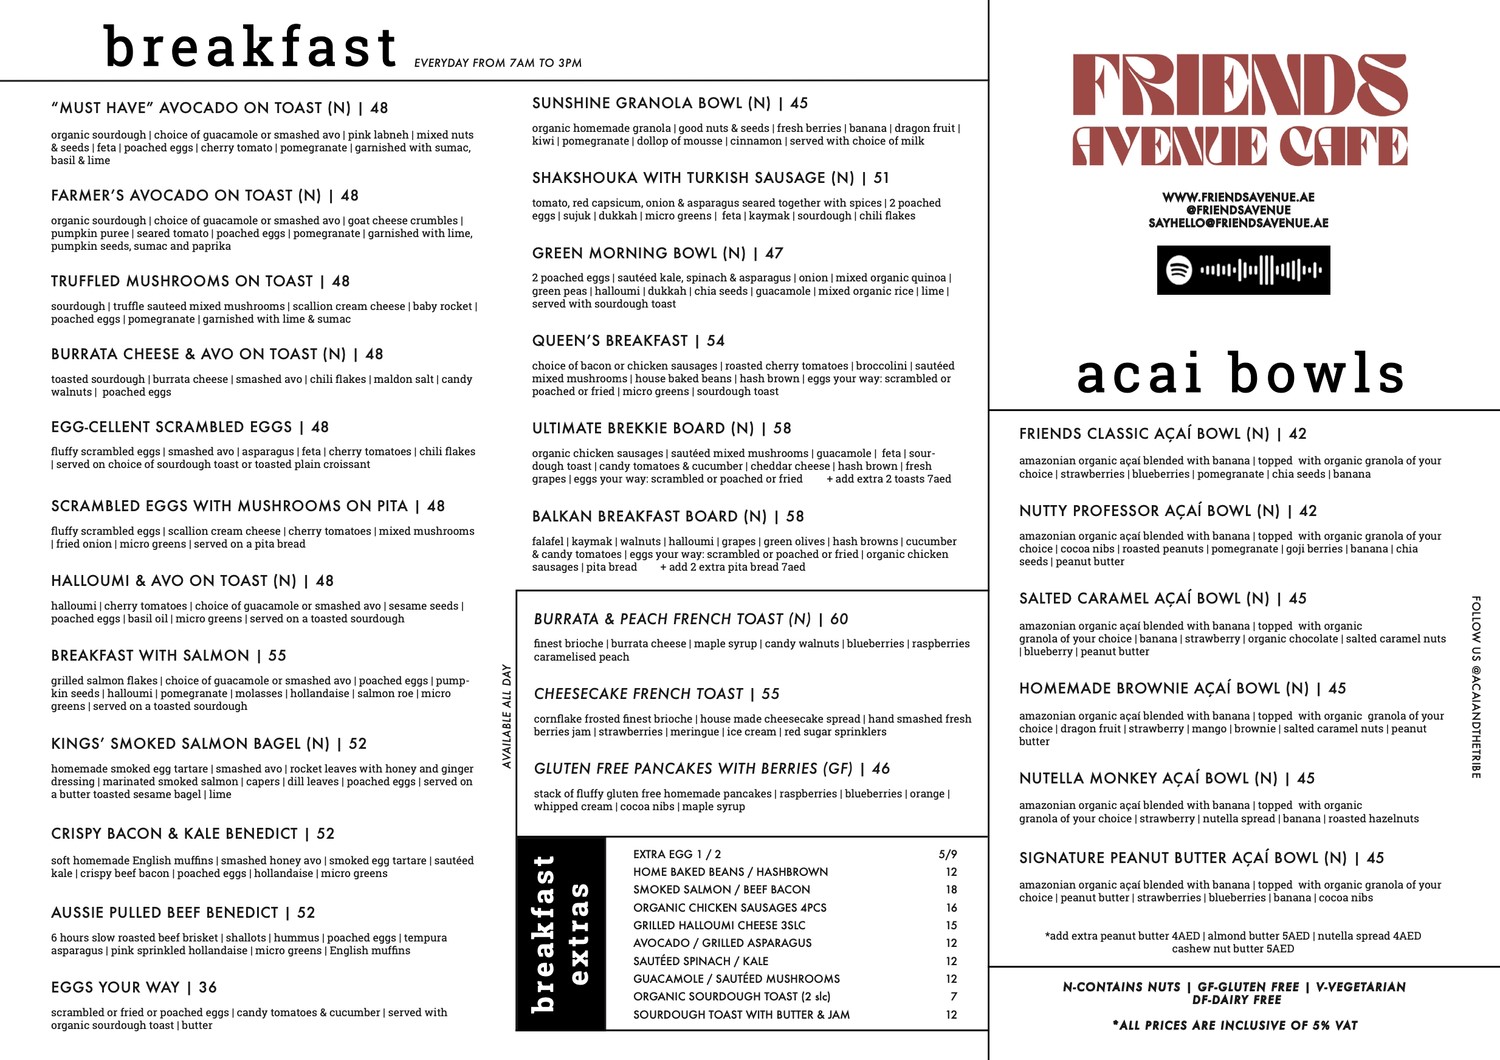 breakfast EVERYDAY FROM 7AM TO 3PM
“MUST HAVE” AVOCADO ON TOAST (N) | 48
organic sourdough | choice of guacamole or smashed avo | pink labneh | mixed nuts
& seeds | feta | poached eggs | cherry tomato | pomegranate | garnished with sumac,
basil & lime
FARMER’S AVOCADO ON TOAST (N) | 48
organic sourdough | choice of guacamole or smashed avo | goat cheese crumbles |
pumpkin puree | seared tomato | poached eggs | pomegranate | garnished with lime,
pumpkin seeds, sumac and paprika
TRUFFLED MUSHROOMS ON TOAST | 48
sourdough | truffle sauteed mixed mushrooms | scallion cream cheese | baby rocket |
poached eggs | pomegranate | garnished with lime & sumac
BURRATA CHEESE & AVO ON TOAST (N) | 48
toasted sourdough | burrata cheese | smashed avo | chili flakes | maldon salt | candy
walnuts | poached eggs
EGG-CELLENT SCRAMBLED EGGS | 48
fluffy scrambled eggs | smashed avo | asparagus | feta | cherry tomatoes | chili flakes
| served on choice of sourdough toast or toasted plain croissant
SCRAMBLED EGGS WITH MUSHROOMS ON PITA | 48
fluffy scrambled eggs | scallion cream cheese | cherry tomatoes | mixed mushrooms
| fried onion | micro greens | served on a pita bread
HALLOUMI & AVO ON TOAST (N) | 48
halloumi | cherry tomatoes | choice of guacamole or smashed avo | sesame seeds |
poached eggs | basil oil | micro greens | served on a toasted sourdough
BREAKFAST WITH SALMON | 55
grilled salmon flakes | choice of guacamole or smashed avo | poached eggs | pump-
kin seeds | halloumi | pomegranate | molasses | hollandaise | salmon roe | micro
greens | served on a toasted sourdough
KINGS’ SMOKED SALMON BAGEL (N) | 52
homemade smoked egg tartare | smashed avo | rocket leaves with honey and ginger
dressing | marinated smoked salmon | capers | dill leaves | poached eggs | served on
a butter toasted sesame bagel | lime
CRISPY BACON & KALE BENEDICT | 52
soft homemade English muffins | smashed honey avo | smoked egg tartare | sautéed
kale | crispy beef bacon | poached eggs | hollandaise | micro greens
AUSSIE PULLED BEEF BENEDICT | 52
6 hours slow roasted beef brisket | shallots | hummus | poached eggs | tempura
asparagus | pink sprinkled hollandaise | micro greens | English muffins
EGGS YOUR WAY | 36
scrambled or fried or poached eggs | candy tomatoes & cucumber | served with
organic sourdough toast | butter
SUNSHINE GRANOLA BOWL (N) | 45
organic homemade granola | good nuts & seeds | fresh berries | banana | dragon fruit |
kiwi | pomegranate | dollop of mousse | cinnamon | served with choice of milk
SHAKSHOUKA WITH TURKISH SAUSAGE (N) | 51
tomato, red capsicum, onion & asparagus seared together with spices | 2 poached
eggs | sujuk | dukkah | micro greens | feta | kaymak | sourdough | chili flakes
GREEN MORNING BOWL (N) | 47
2 poached eggs | sautéed kale, spinach & asparagus | onion | mixed organic quinoa |
green peas | halloumi | dukkah | chia seeds | guacamole | mixed organic rice | lime |
served with sourdough toast
QUEEN’S BREAKFAST | 54
choice of bacon or chicken sausages | roasted cherry tomatoes | broccolini | sautéed
mixed mushrooms | house baked beans | hash brown | eggs your way: scrambled or
poached or fried | micro greens | sourdough toast
ULTIMATE BREKKIE BOARD (N) | 58
organic chicken sausages | sautéed mixed mushrooms | guacamole | feta | sour-
dough toast | candy tomatoes & cucumber | cheddar cheese | hash brown | fresh
grapes | eggs your way: scrambled or poached or fried + add extra 2 toasts 7aed
BALKAN BREAKFAST BOARD (N) | 58
falafel | kaymak | walnuts | halloumi | grapes | green olives | hash browns | cucumber
& candy tomatoes | eggs your way: scrambled or poached or fried | organic chicken
sausages | pita bread + add 2 extra pita bread 7aed
AVAILABLE ALL DAY
BURRATA & PEACH FRENCH TOAST (N) | 60
finest brioche | burrata cheese | maple syrup | candy walnuts | blueberries | raspberries
caramelised peach
CHEESECAKE FRENCH TOAST | 55
cornflake frosted finest brioche | house made cheesecake spread | hand smashed fresh
berries jam | strawberries | meringue | ice cream | red sugar sprinklers
GLUTEN FREE PANCAKES WITH BERRIES (GF) | 46
stack of fluffy gluten free homemade pancakes | raspberries | blueberries | orange |
whipped cream | cocoa nibs | maple syrup
breakfast
extras
EXTRA EGG 1 / 2 5/9
HOME BAKED BEANS / HASHBROWN 12
SMOKED SALMON / BEEF BACON 18
ORGANIC CHICKEN SAUSAGES 4PCS 16
GRILLED HALLOUMI CHEESE 3SLC 15
AVOCADO / GRILLED ASPARAGUS 12
SAUTÉED SPINACH / KALE 12
GUACAMOLE / SAUTÉED MUSHROOMS 12
ORGANIC SOURDOUGH TOAST (2 slc) 7
SOURDOUGH TOAST WITH BUTTER & JAM 12
FRIENDS
AVENUE CAFE
WWW.FRIENDSAVENUE.AE
@FRIENDSAVENUE
SAYHELLO@FRIENDSAVENUE.AE
acai bowls
FRIENDS CLASSIC AÇAÍ BOWL (N) | 42
amazonian organic açaí blended with banana | topped with organic granola of your
choice | strawberries | blueberries | pomegranate | chia seeds | banana
NUTTY PROFESSOR AÇAÍ BOWL (N) | 42
amazonian organic açaí blended with banana | topped with organic granola of your
choice | cocoa nibs | roasted peanuts | pomegranate | goji berries | banana | chia
seeds | peanut butter
SALTED CARAMEL AÇAÍ BOWL (N) | 45
amazonian organic açaí blended with banana | topped with organic
granola of your choice | banana | strawberry | organic chocolate | salted caramel nuts
| blueberry | peanut butter
HOMEMADE BROWNIE AÇAÍ BOWL (N) | 45
amazonian organic açaí blended with banana | topped with organic granola of your
choice | dragon fruit | strawberry | mango | brownie | salted caramel nuts | peanut
butter
NUTELLA MONKEY AÇAÍ BOWL (N) | 45
amazonian organic açaí blended with banana | topped with organic
granola of your choice | strawberry | nutella spread | banana | roasted hazelnuts
SIGNATURE PEANUT BUTTER AÇAÍ BOWL (N) | 45
amazonian organic açaí blended with banana | topped with organic granola of your
choice | peanut butter | strawberries | blueberries | banana | cocoa nibs
*add extra peanut butter 4AED | almond butter 5AED | nutella spread 4AED
cashew nut butter 5AED
FOLLOW US @ACAIANDTHETRIBE
N-CONTAINS NUTS | GF-GLUTEN FREE | V-VEGETARIAN
DF-DAIRY FREE
*ALL PRICES ARE INCLUSIVE OF 5% VAT